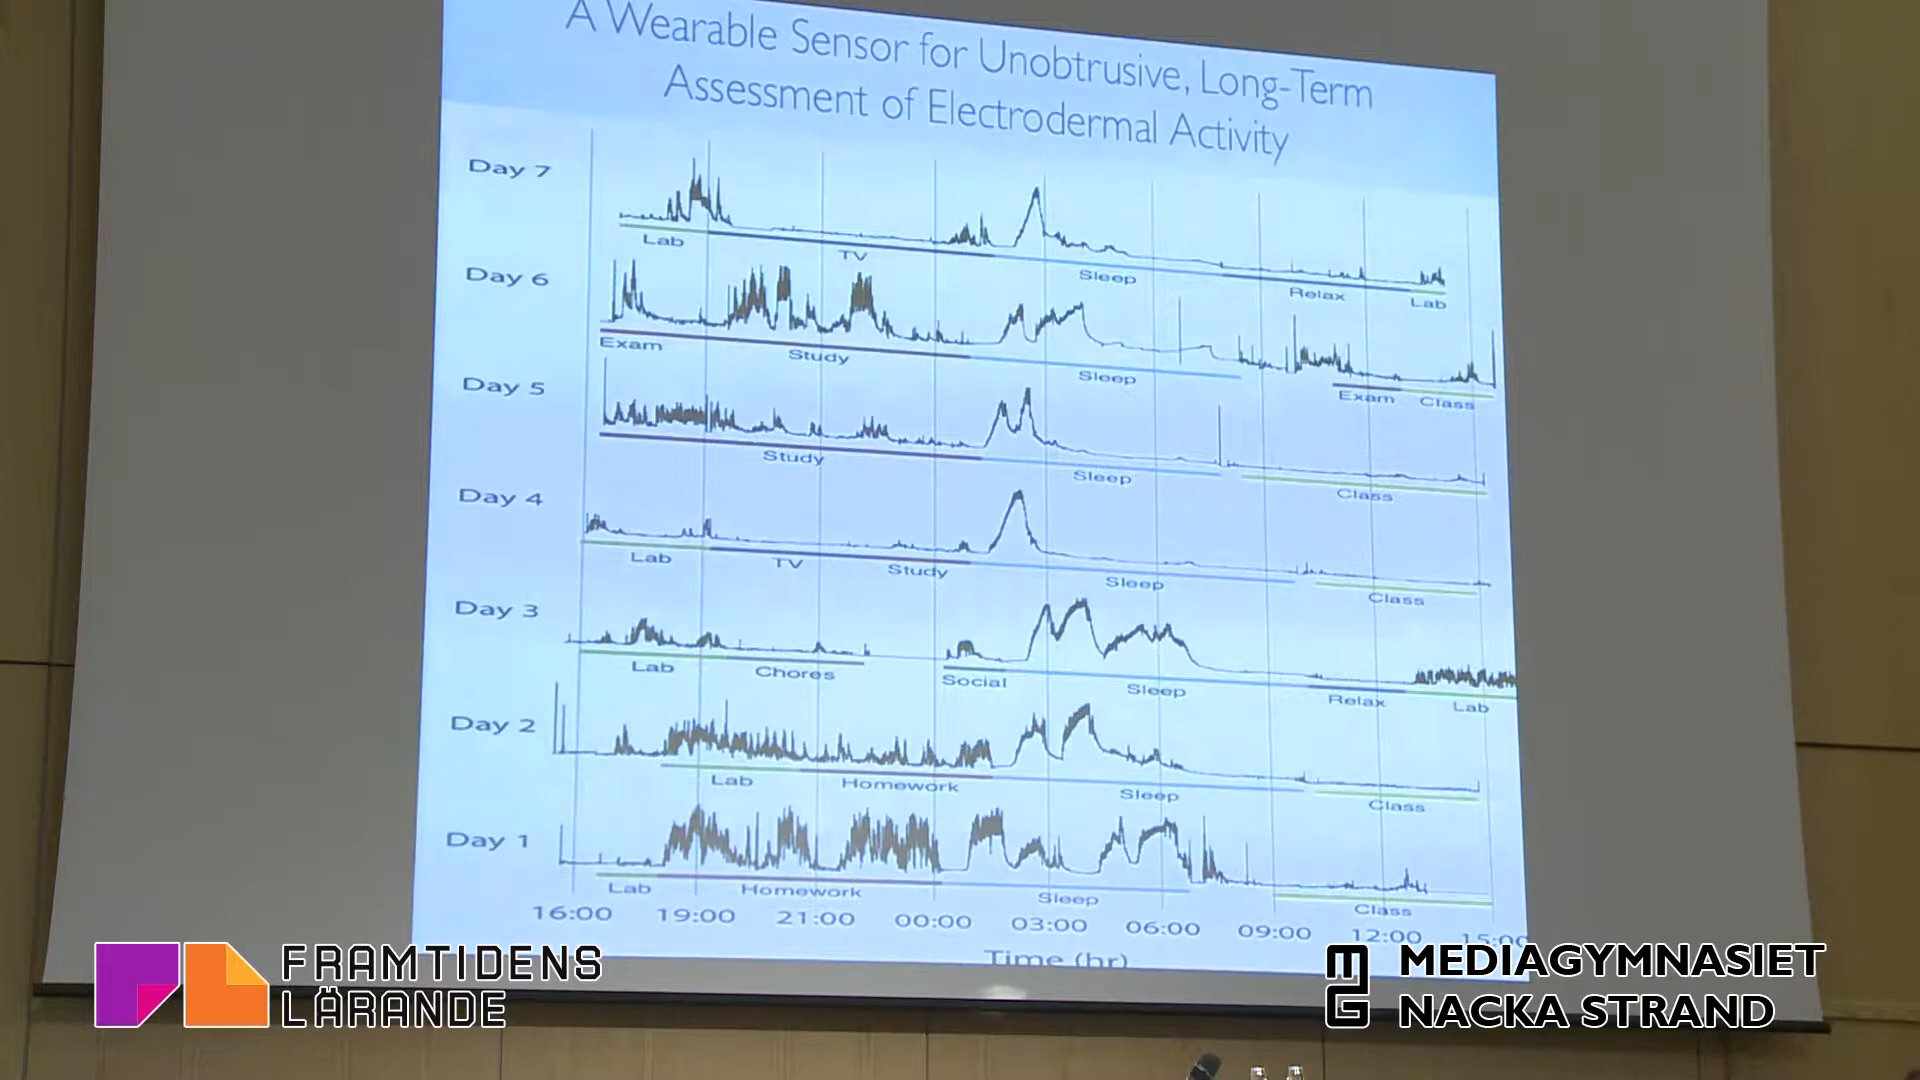 A Wearable Sensor for Unobtrusive, Long-Term
Assessment of Electrodermal Activity
Day 7
Lab
TV
Sleep
Relax
Lab
Day 6
Exam
Study
Sleep
Exam
Class
Day 5
Study
Sleep
Class
Day 4
Lab
TV
Study
Sleep
Class
Day 3
Lab
Chores
Social
Sleep
Relax
Lab
Day 2
Lab
Homework
Sleep
Class
Day 1
Lab
Homework
Sleep
Class
16:00 19:00 21:00 00:00 03:00 06:00 09:00 12:00 15:00
Time (hr)
FRAMTIDENS
LÄRANDE
MG
MEDIAGYMNASIET
NACKA STRAND